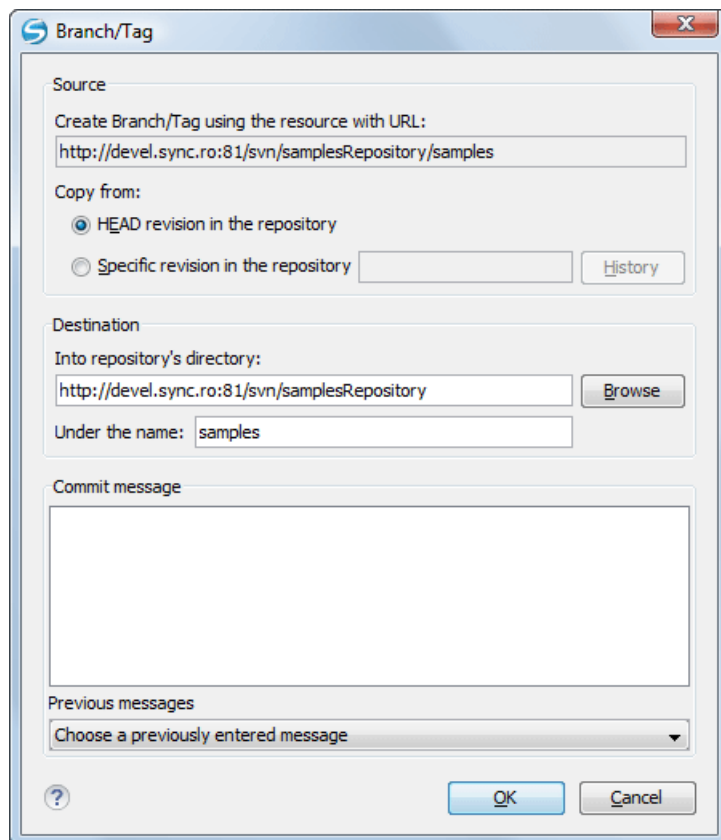 Branch/Tag
Source
Create Branch/Tag using the resource with URL:
http://devel.sync.ro:81/svn/samplesRepository/samples
Copy from:
HEAD revision in the repository
Specific revision in the repository History
Destination
Into repository's directory:
http://devel.sync.ro:81/svn/samplesRepository Browse
Under the name: samples
Commit message
Previous messages
Choose a previously entered message
? OK Cancel